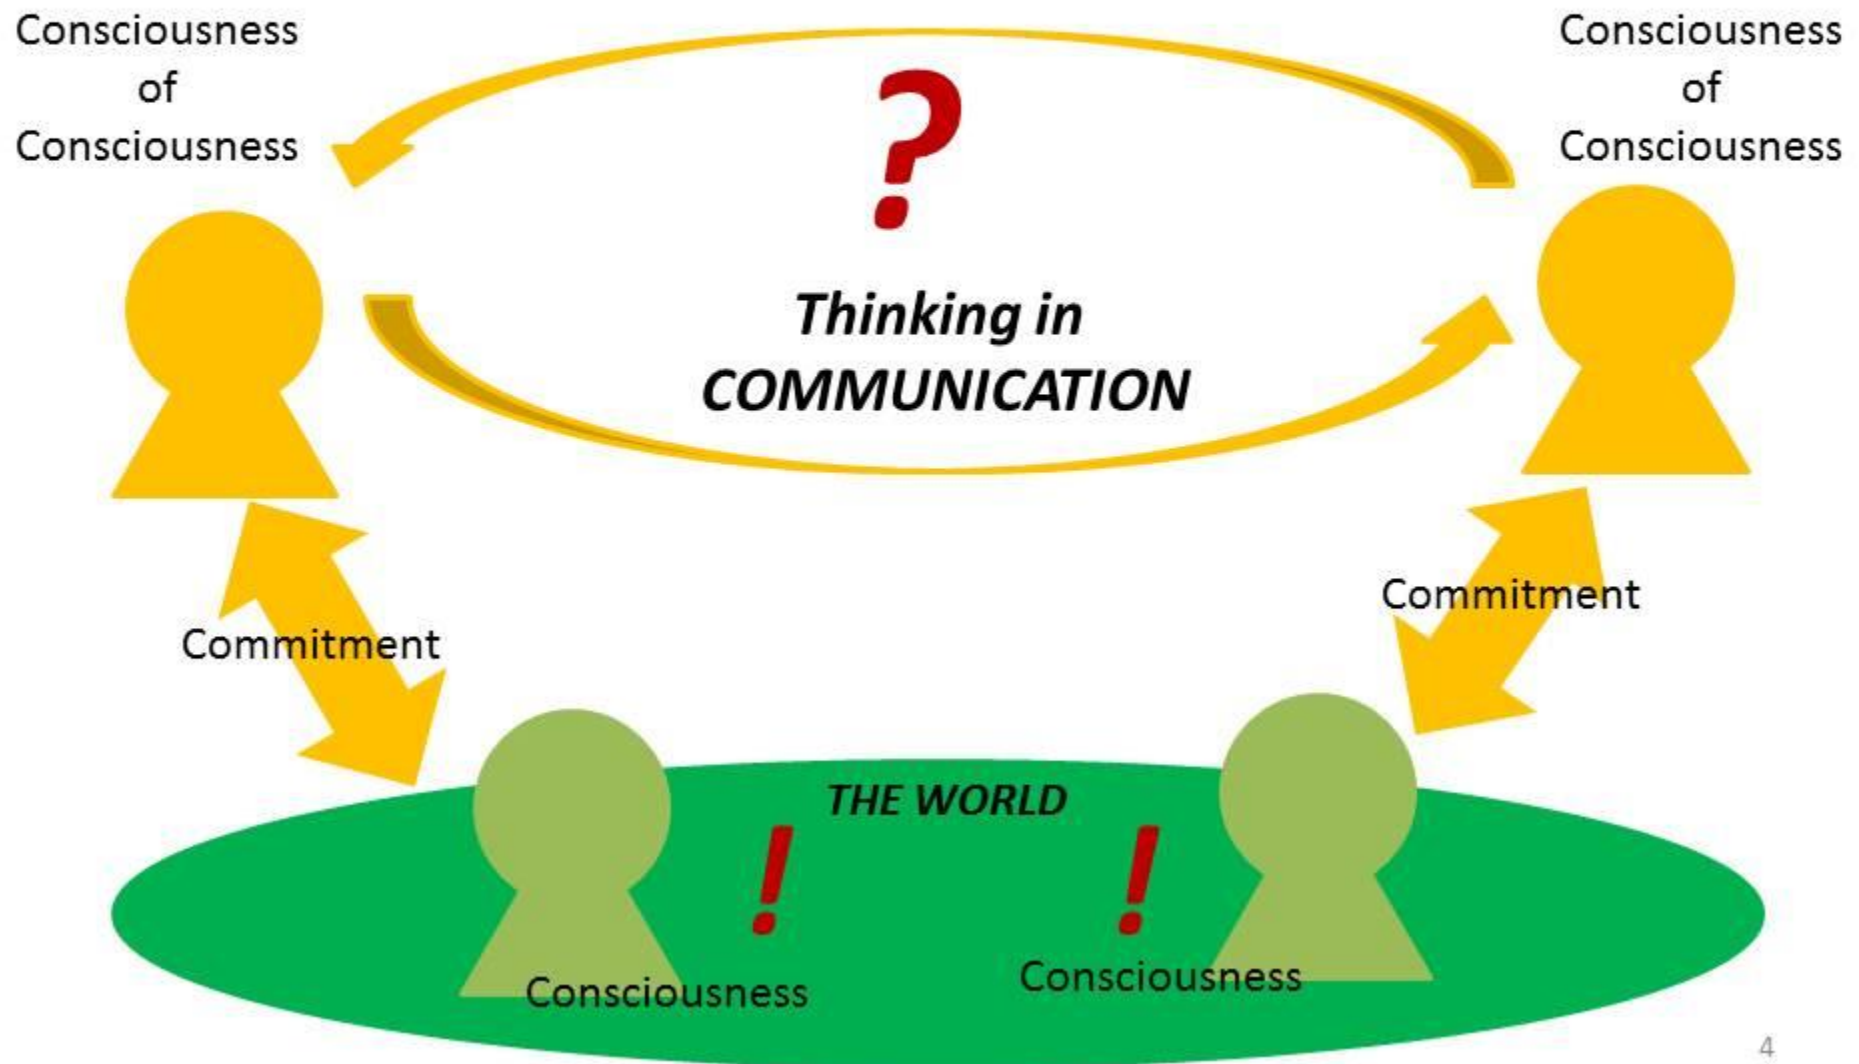 Consciousness
of
Consciousness
Consciousness
of
Consciousness
?
Thinking in
COMMUNICATION
Commitment
Commitment
THE WORLD
!
!
Consciousness
Consciousness
4